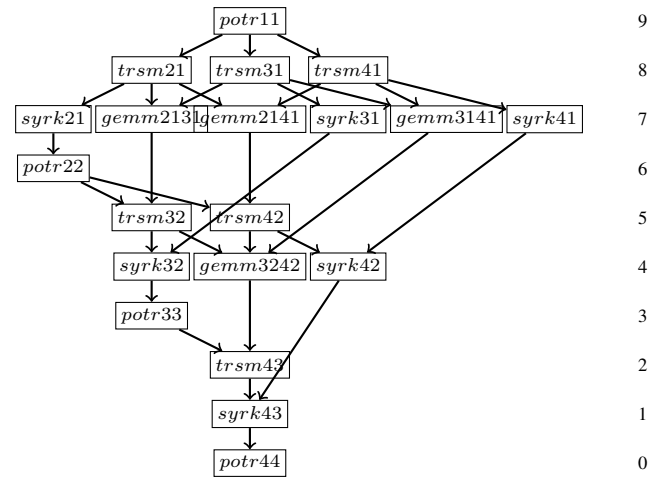 potr11 9
trsm21 trsm31 trsm41 8
syrk21 gemm2131 gemm2141 syrk31 gemm3141 syrk41 7
potr22 6
trsm32 trsm42 5
syrk32 gemm3242 syrk42 4
potr33 3
trsm43 2
syrk43 1
potr44 0